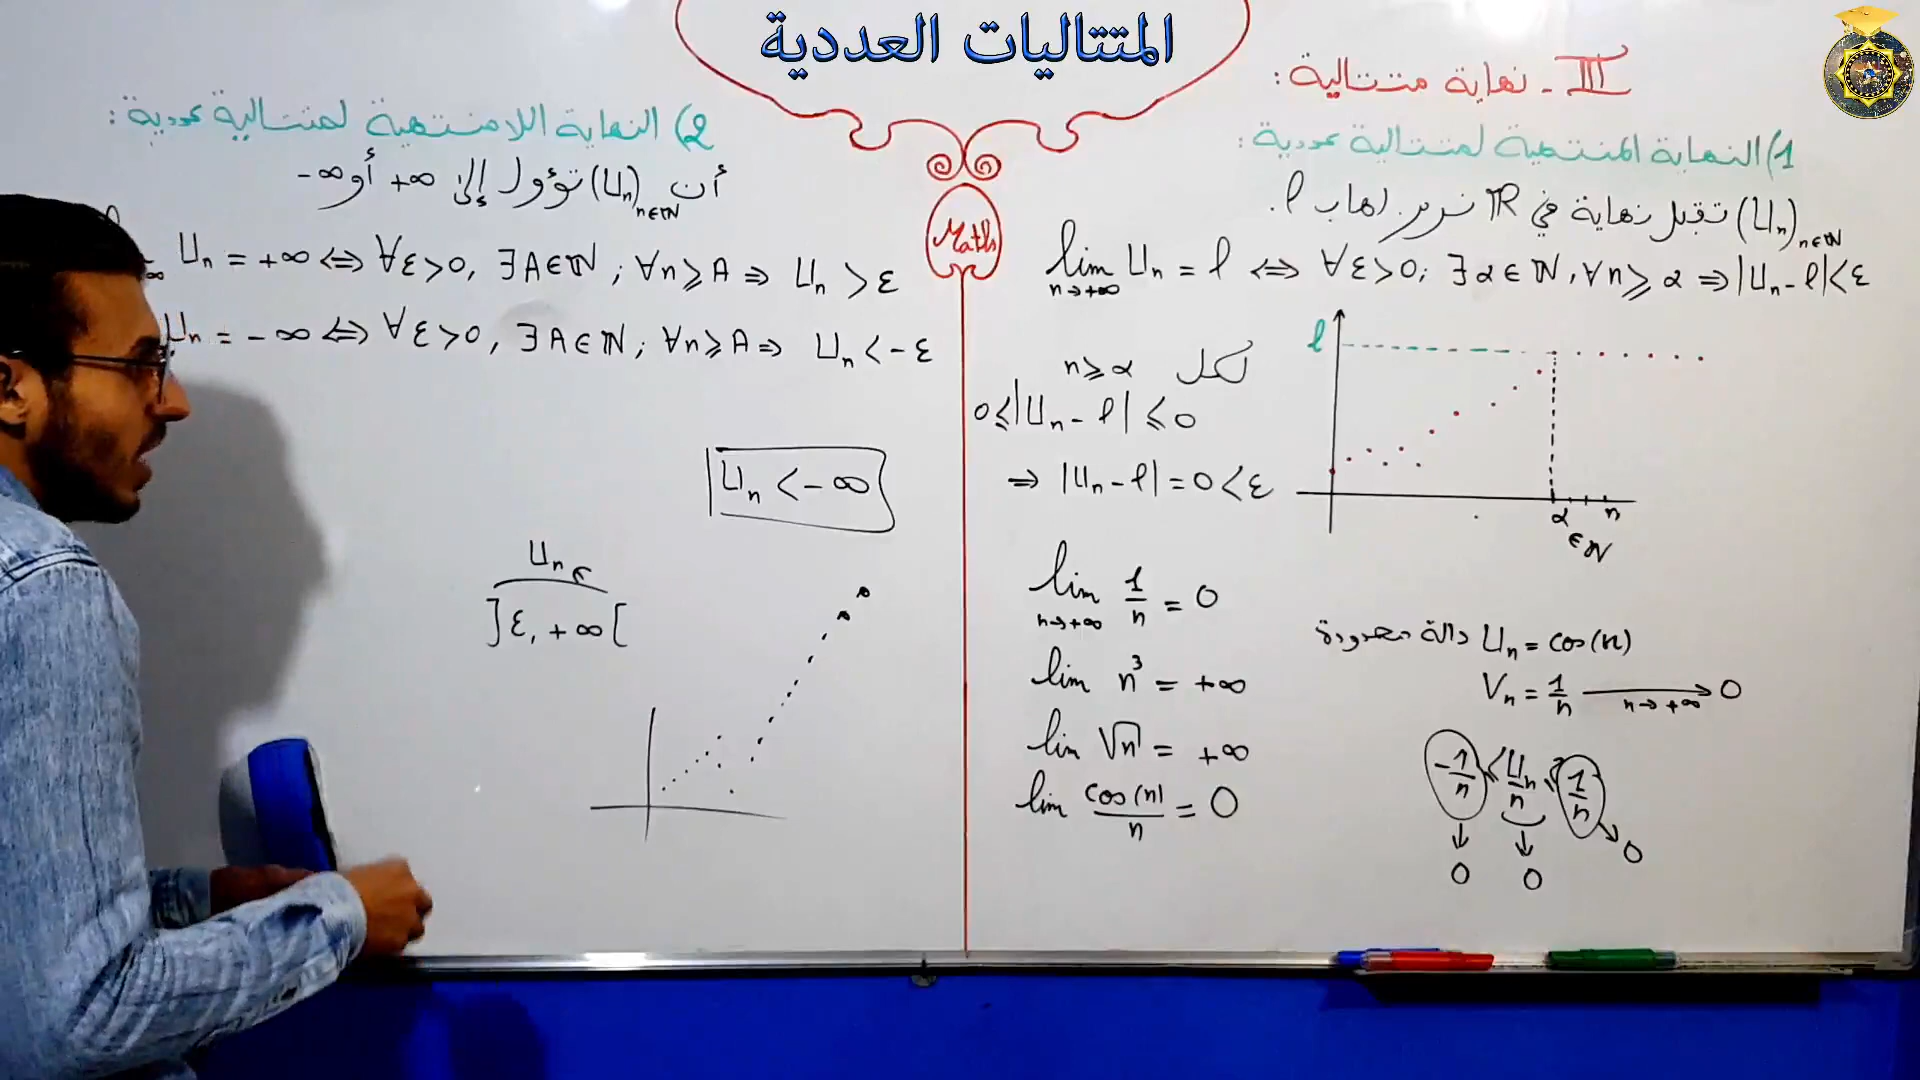 المتتاليات العددية
Maths
III - نهاية متتالية :
1) النهاية المنتهية لمتتالية عددية :
(Uₙ)ₙ∈ℕ تقبل نهاية في ℝ نرمز لها ب ℓ.
lim Uₙ = ℓ ⟺ ∀ε>0; ∃α∈ℕ, ∀n≥α ⇒ |Uₙ-ℓ|<ε
n→+∞
لكل n≥α
0≤|Uₙ-ℓ|≤0
⇒ |Uₙ-ℓ|=0<ε
ℓ
α n
∈ℕ
lim 1/n = 0
n→+∞
lim n³ = +∞
lim √n = +∞
lim cos(n)/n = 0
Uₙ = cos(n) دالة محدودة
Vₙ = 1/n → 0
n→+∞
-1/n ≤ Uₙ/n ≤ 1/n
0 0 0
2) النهاية اللامنتهية لمتتالية عددية :
أن (Uₙ)ₙ∈ℕ تؤول إلى +∞ أو -∞
Uₙ = +∞ ⟺ ∀ε>0, ∃A∈ℕ; ∀n≥A ⇒ Uₙ>ε
Uₙ = -∞ ⟺ ∀ε>0, ∃A∈ℕ; ∀n≥A ⇒ Uₙ<-ε
Uₙ<-∞
Uₙ∈
]ε,+∞[